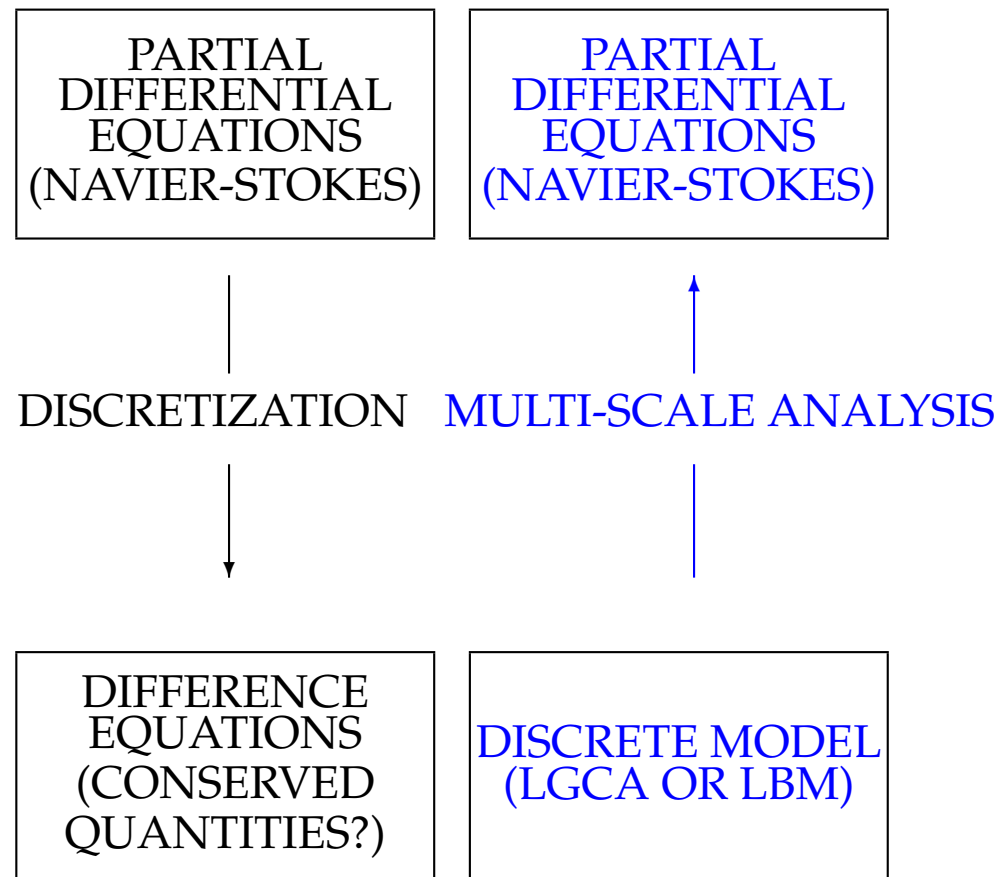 PARTIAL
DIFFERENTIAL
EQUATIONS
(NAVIER-STOKES)
PARTIAL
DIFFERENTIAL
EQUATIONS
(NAVIER-STOKES)
DISCRETIZATION
MULTI-SCALE ANALYSIS
DIFFERENCE
EQUATIONS
(CONSERVED
QUANTITIES?)
DISCRETE MODEL
(LGCA OR LBM)